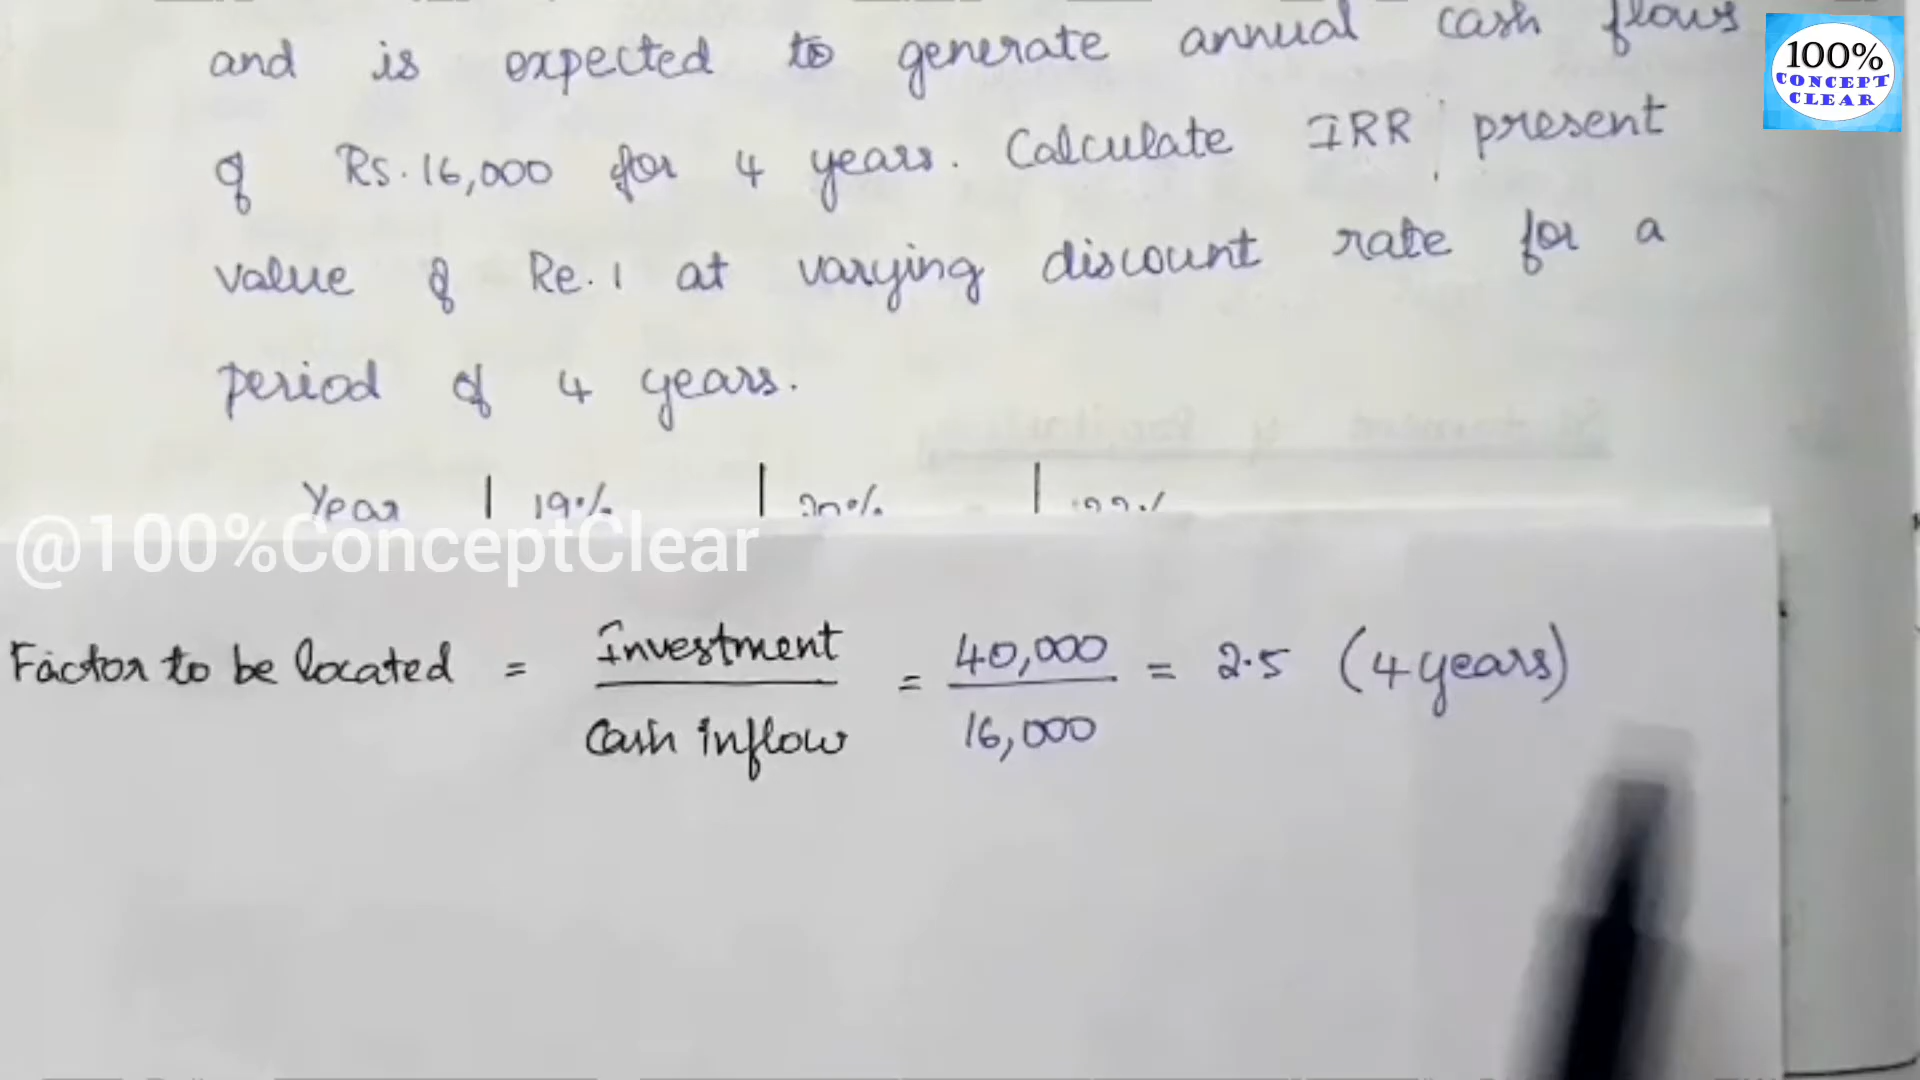 and is expected to generate annual cash flows
of Rs.16,000 for 4 years. Calculate IRR present
value of Re.1 at varying discount rate for a
period of 4 years.
Year | 19% | 20% |
Factor to be located = Investment / Cash inflow = 40,000 / 16,000 = 2.5 (4 years)
100%
CONCEPT
CLEAR
@100%ConceptClear